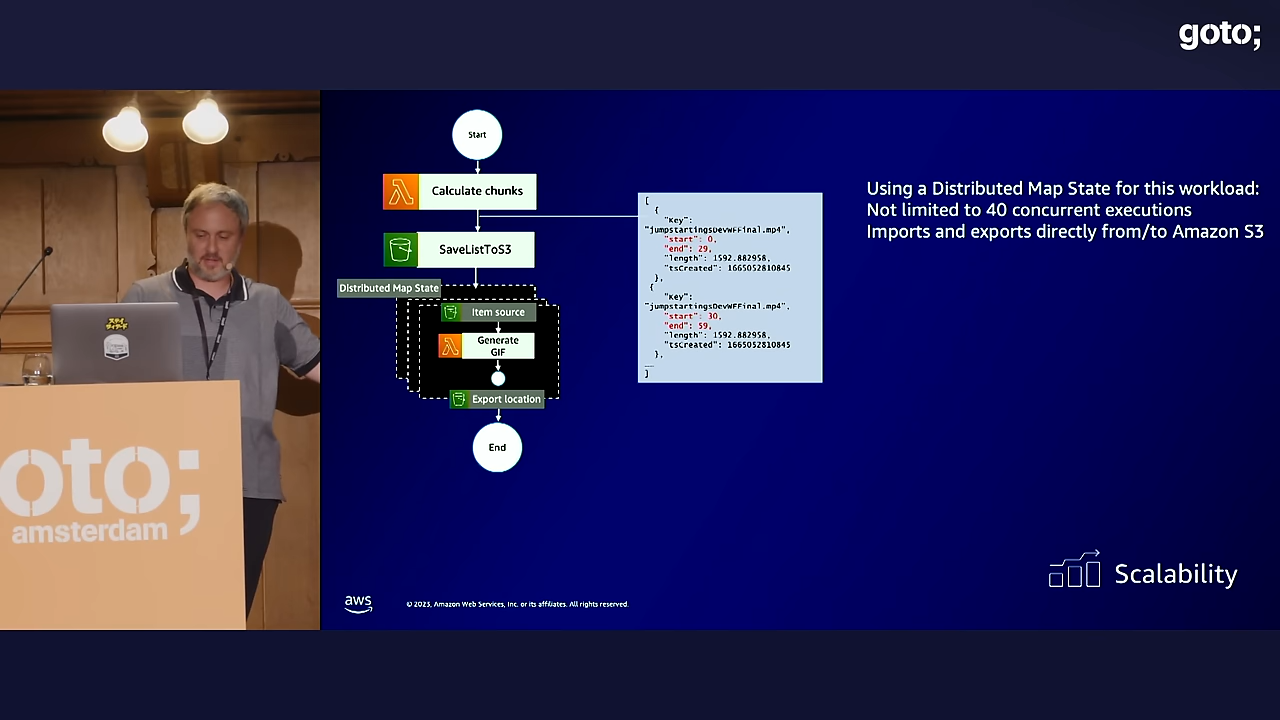 goto;
Start
Calculate chunks
SaveListToS3
Distributed Map State
Item source
Generate
GIF
Export location
End
[
{
"Key":
"jumpstartingsDevWFFinal.mp4",
"start": 0,
"end": 29,
"length": 1592.882958,
"tsCreated": 1665052810845
},
{
"Key":
"jumpstartingsDevWFFinal.mp4",
"start": 30,
"end": 59,
"length": 1592.882958,
"tsCreated": 1665052810845
},
]
Using a Distributed Map State for this workload:
Not limited to 40 concurrent executions
Imports and exports directly from/to Amazon S3
Scalability
aws
© 2023, Amazon Web Services, Inc. or its affiliates. All rights reserved.
oto;
amsterdam